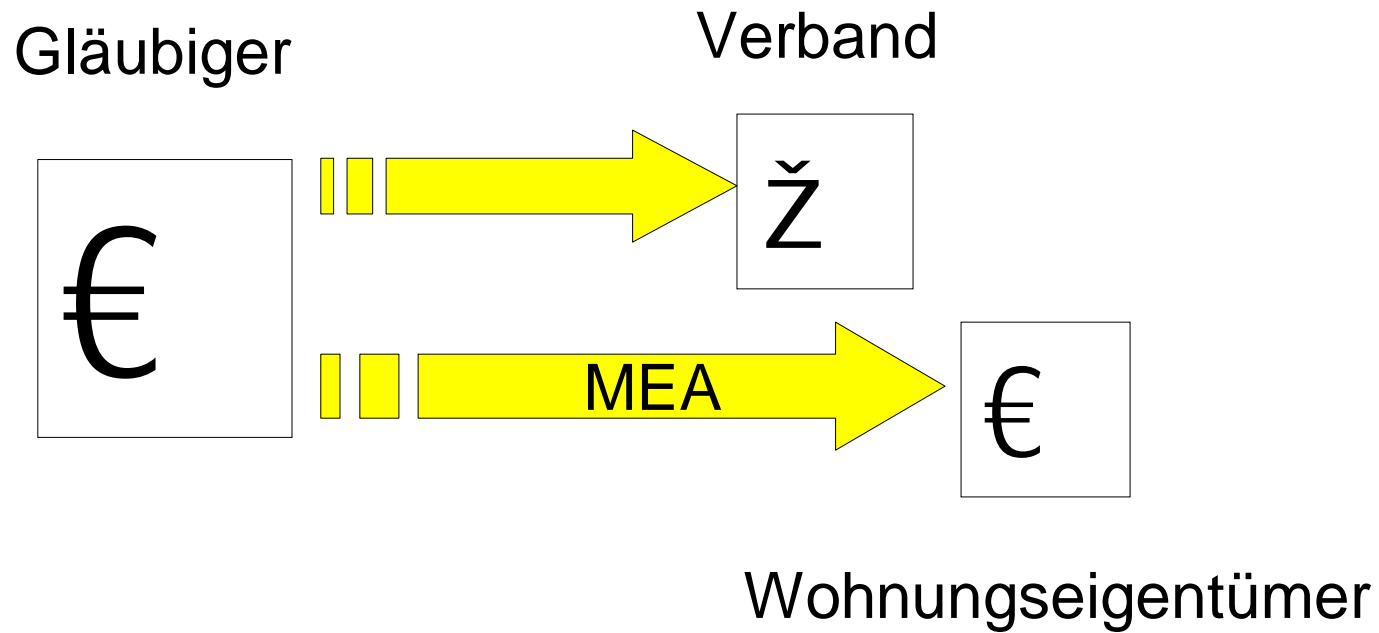 Gläubiger
Verband
€
Ž
MEA
€
Wohnungseigentümer